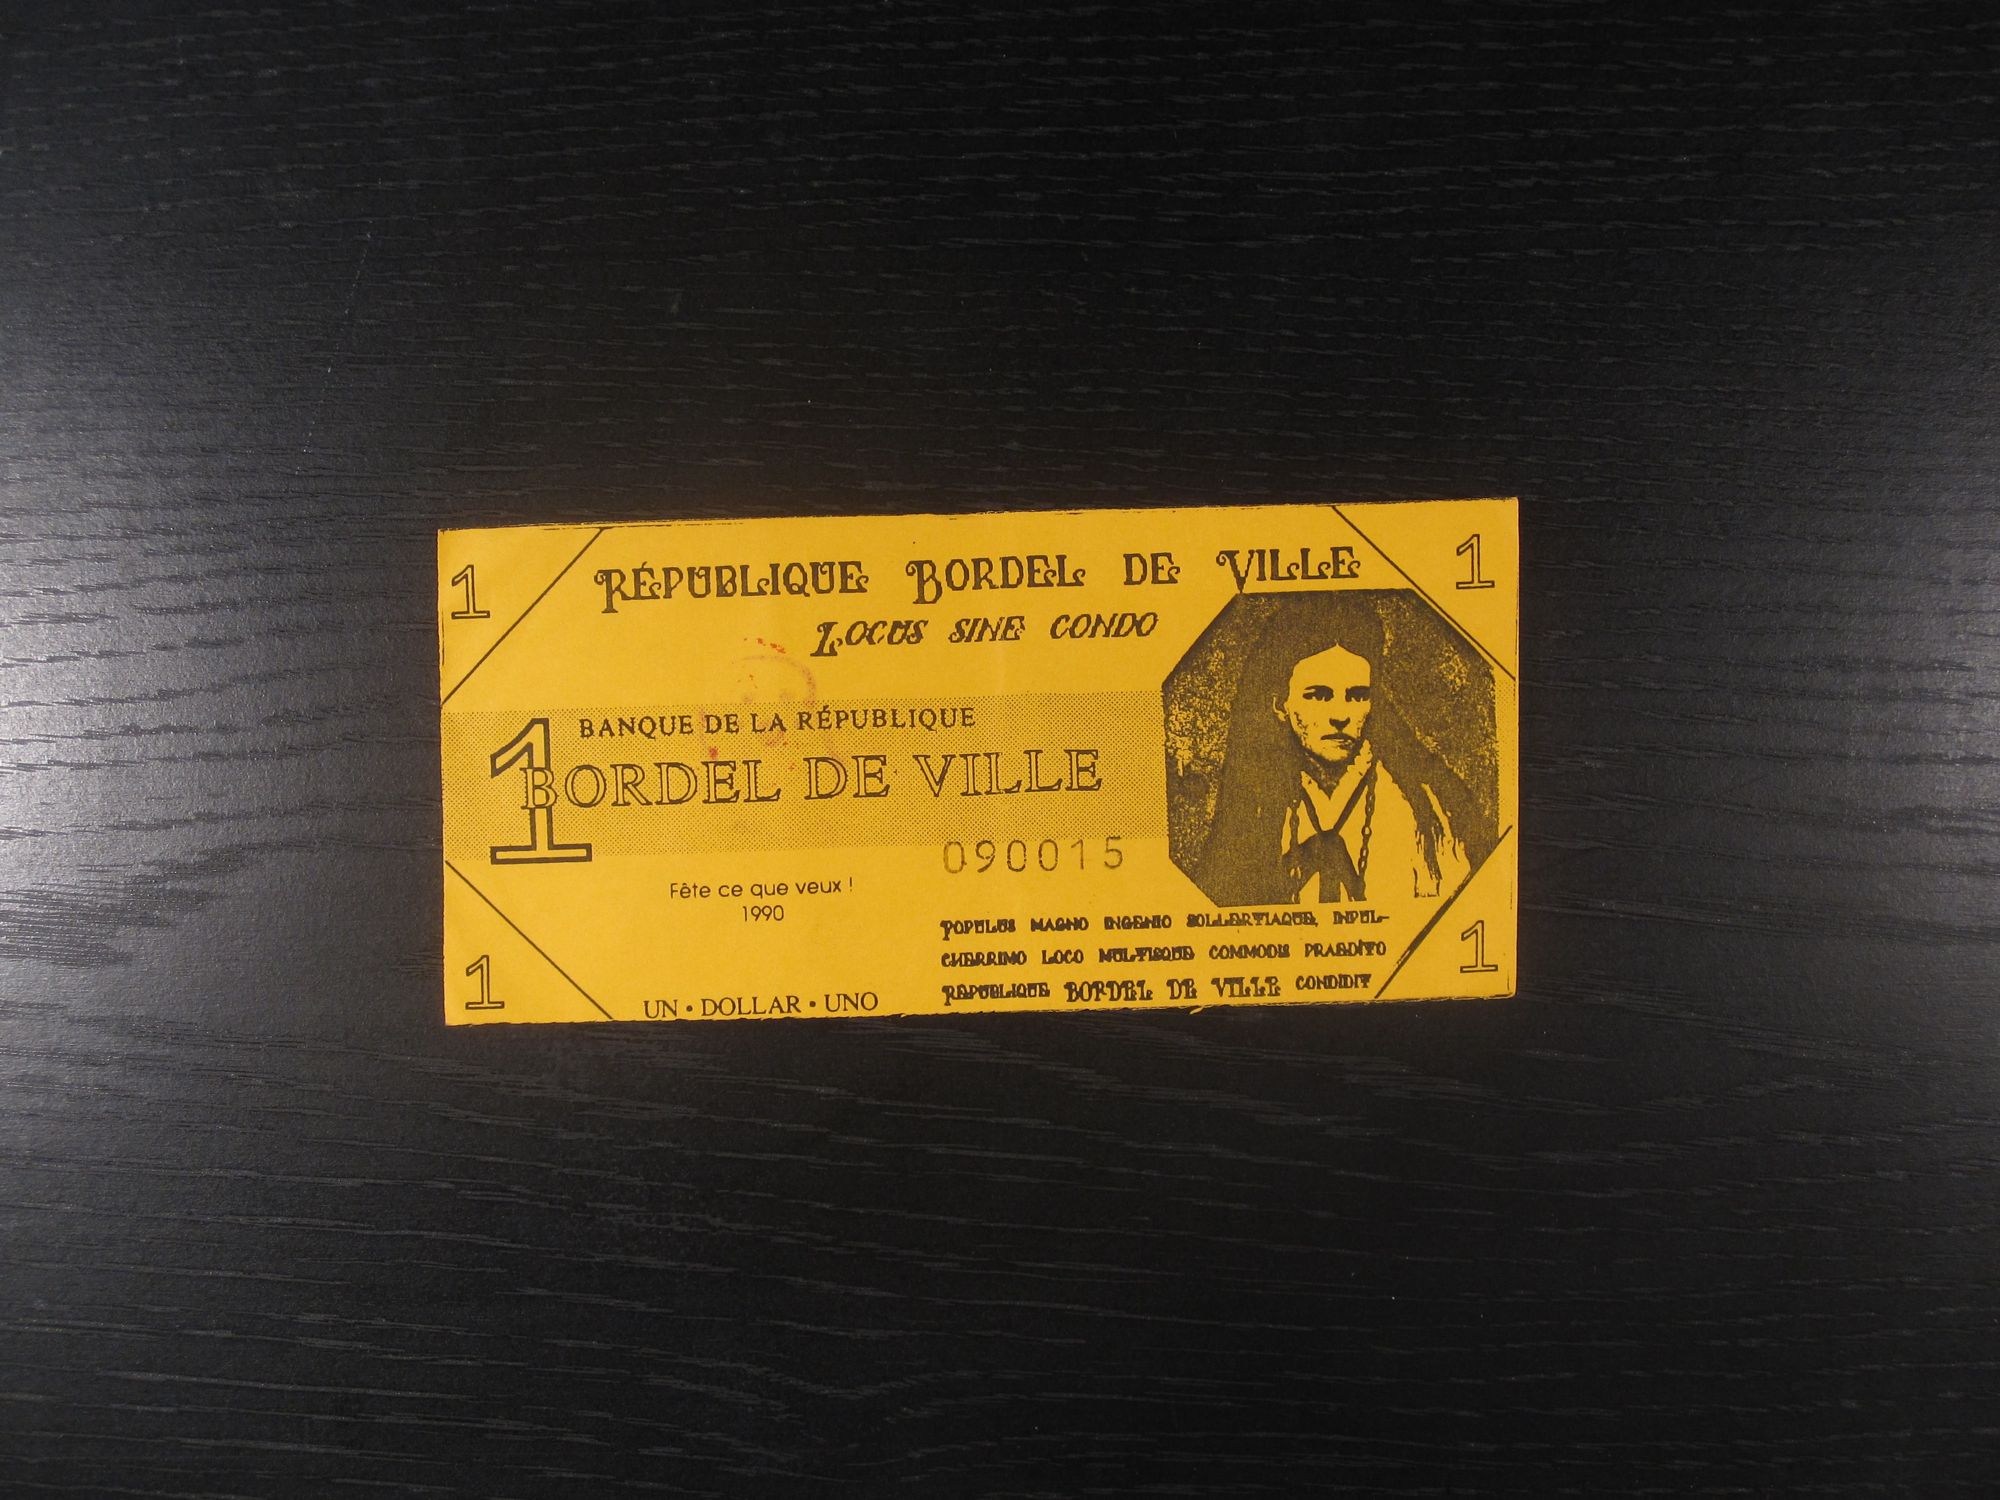 1
RÉPUBLIQUE BORDEL DE VILLE
1
LOCUS SINE CONDO
BANQUE DE LA RÉPUBLIQUE
1
BORDEL DE VILLE
090015
Fête ce que veux !
1990
POPULUS MAGNO INGENIO SOLLERTIAQUE, INPUL-
CHERRIMO LOCO MULTISQUE COMMODIS PRAEDITO
REPUBLIQUE BORDEL DE VILLE CONDIDIT
1
1
UN • DOLLAR • UNO